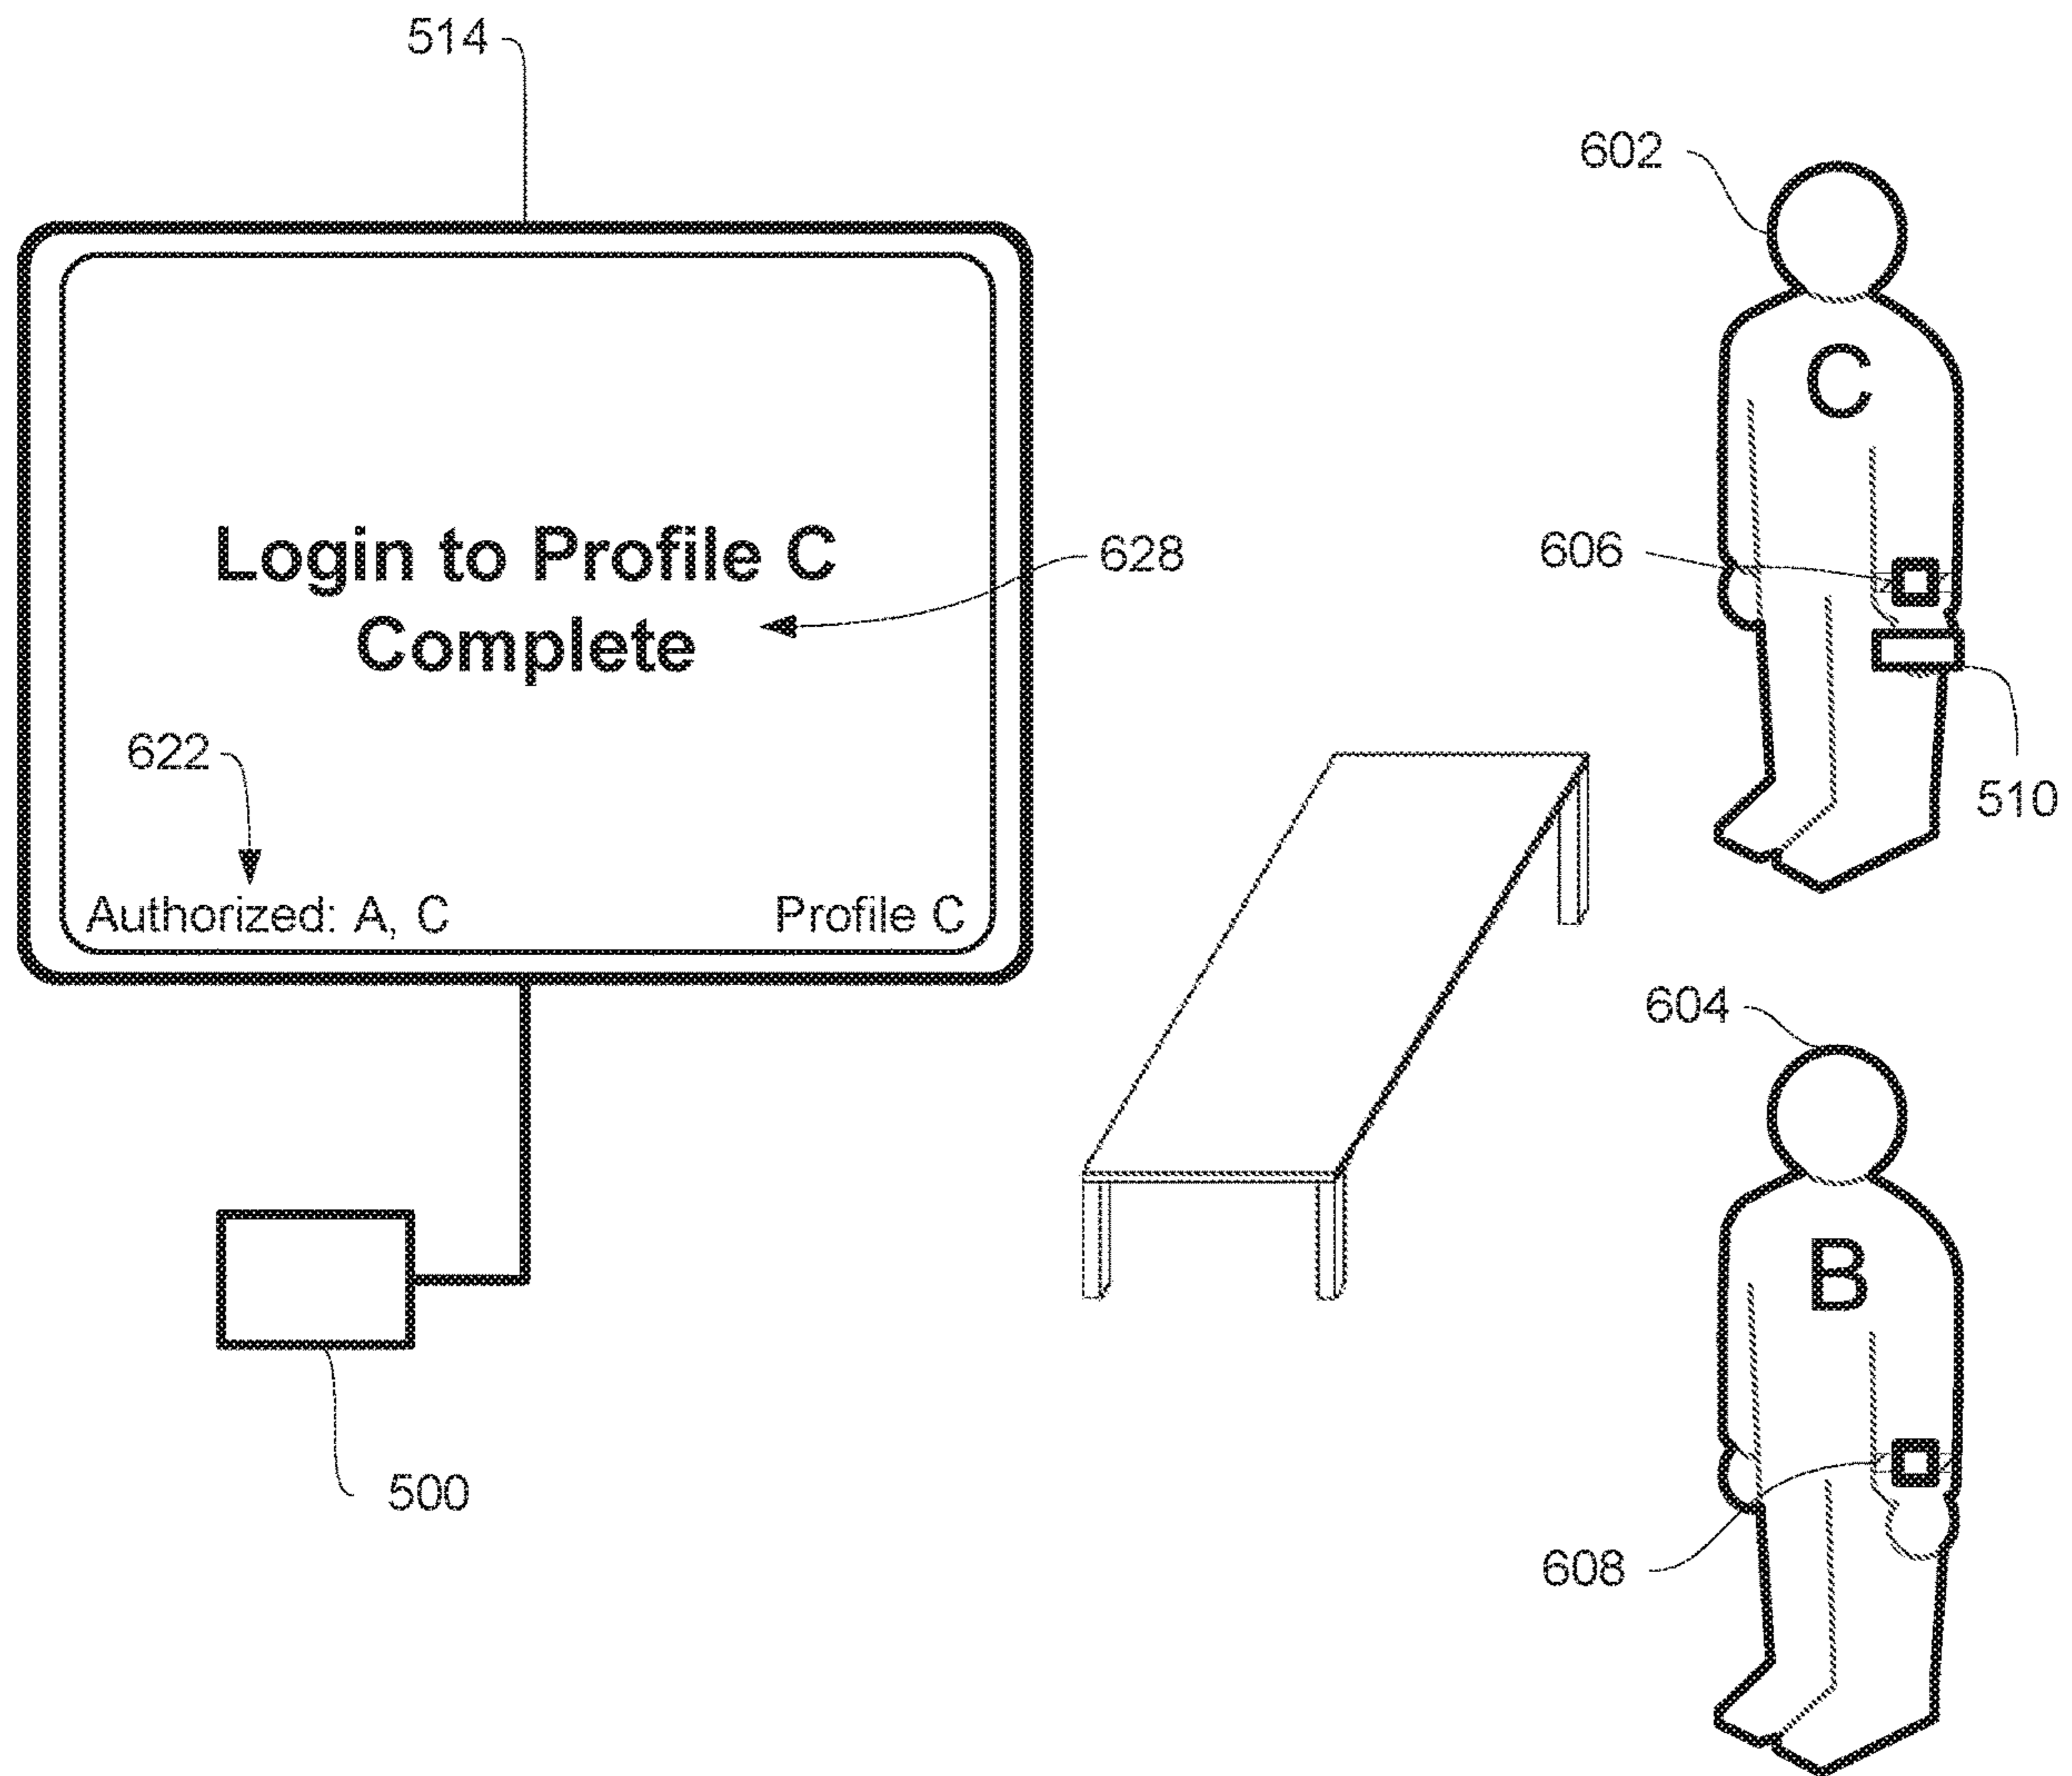 514
602
C
Login to Profile C
Complete
628
606
622
510
Authorized: A, C
Profile C
604
B
500
608